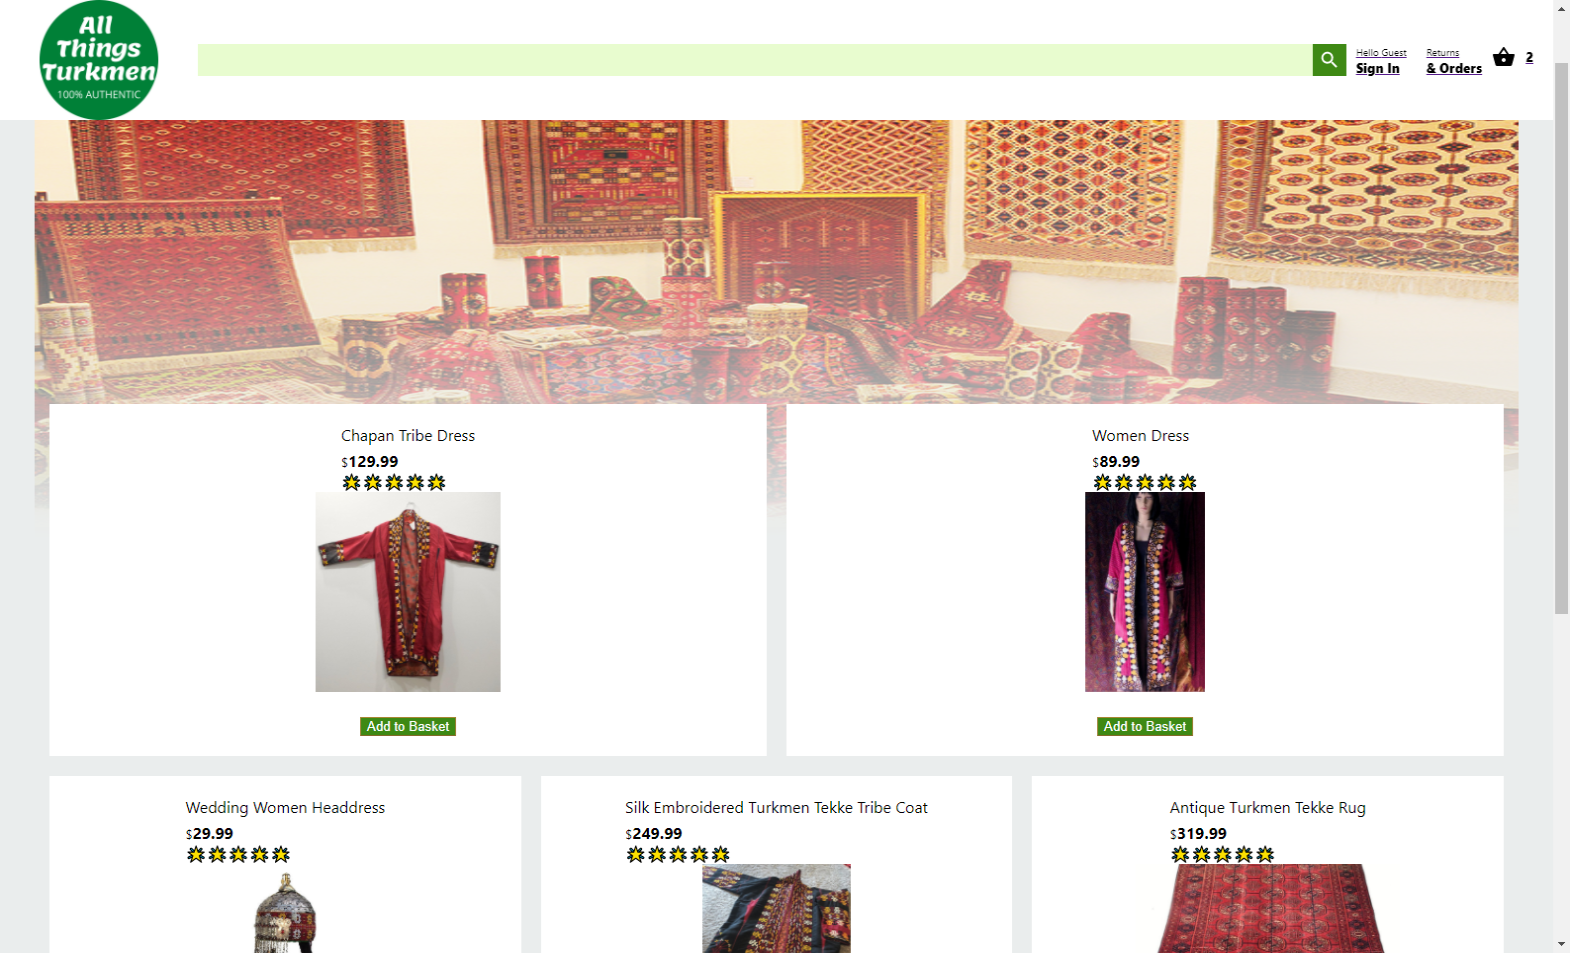 All
Things
Turkmen
100% AUTHENTIC
Hello Guest
Sign In
Returns
& Orders
2
Chapan Tribe Dress
$129.99
Add to Basket
Women Dress
$89.99
Add to Basket
Wedding Women Headdress
$29.99
Silk Embroidered Turkmen Tekke Tribe Coat
$249.99
Antique Turkmen Tekke Rug
$319.99